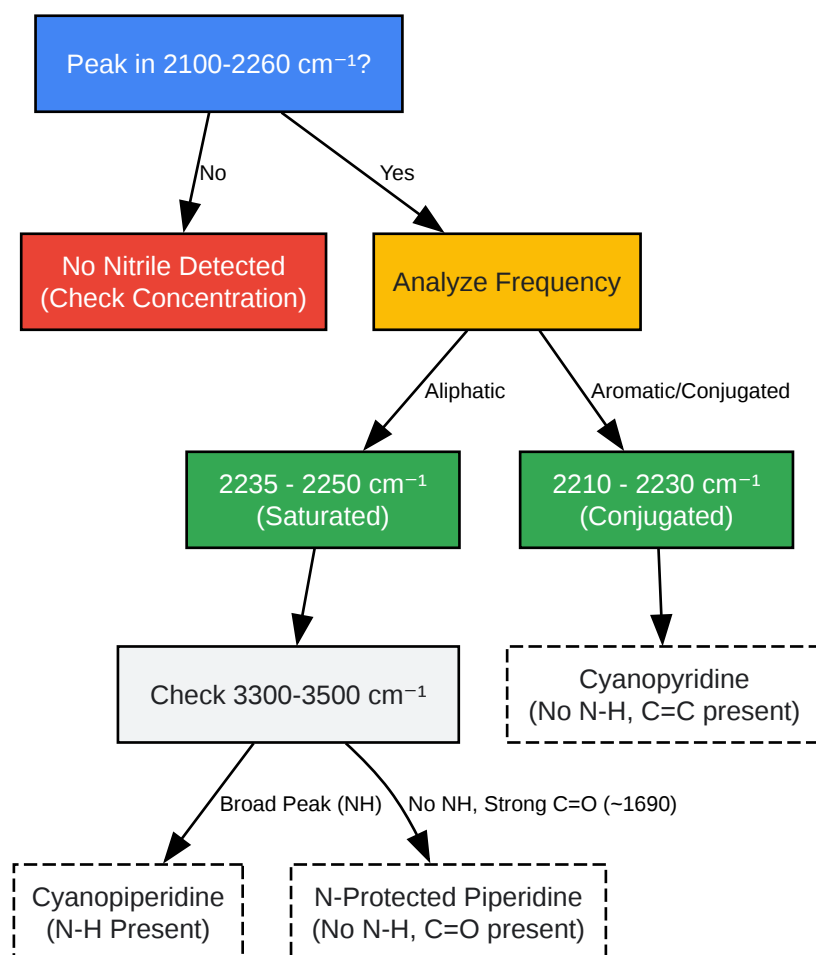 Peak in 2100-2260 cm⁻¹?
No
Yes
No Nitrile Detected
(Check Concentration)
Analyze Frequency
Aliphatic
Aromatic/Conjugated
2235 - 2250 cm⁻¹
(Saturated)
2210 - 2230 cm⁻¹
(Conjugated)
Check 3300-3500 cm⁻¹
Cyanopyridine
(No N-H, C=C present)
Broad Peak (NH)
No NH, Strong C=O (~1690)
Cyanopiperidine
(N-H Present)
N-Protected Piperidine
(No N-H, C=O present)